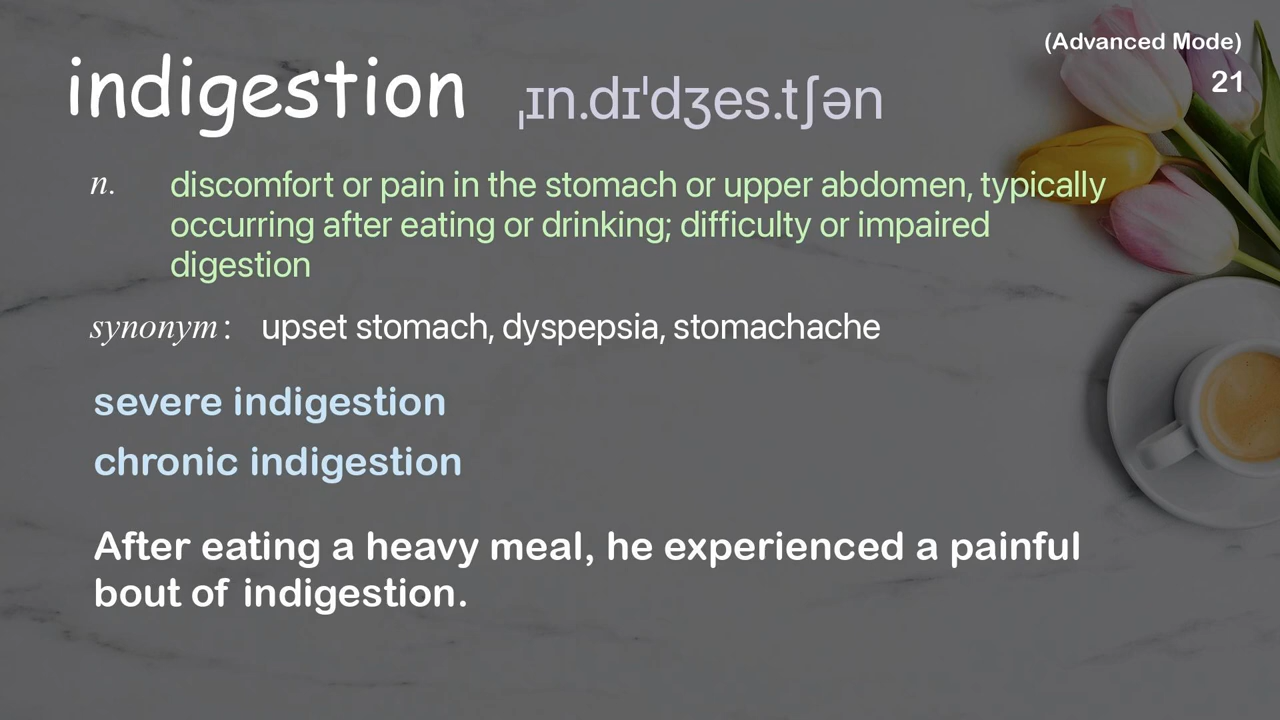 (Advanced Mode)
21
indigestion ˌɪn.dɪˈdʒes.tʃən
n. discomfort or pain in the stomach or upper abdomen, typically
occurring after eating or drinking; difficulty or impaired
digestion
synonym: upset stomach, dyspepsia, stomachache
severe indigestion
chronic indigestion
After eating a heavy meal, he experienced a painful
bout of indigestion.